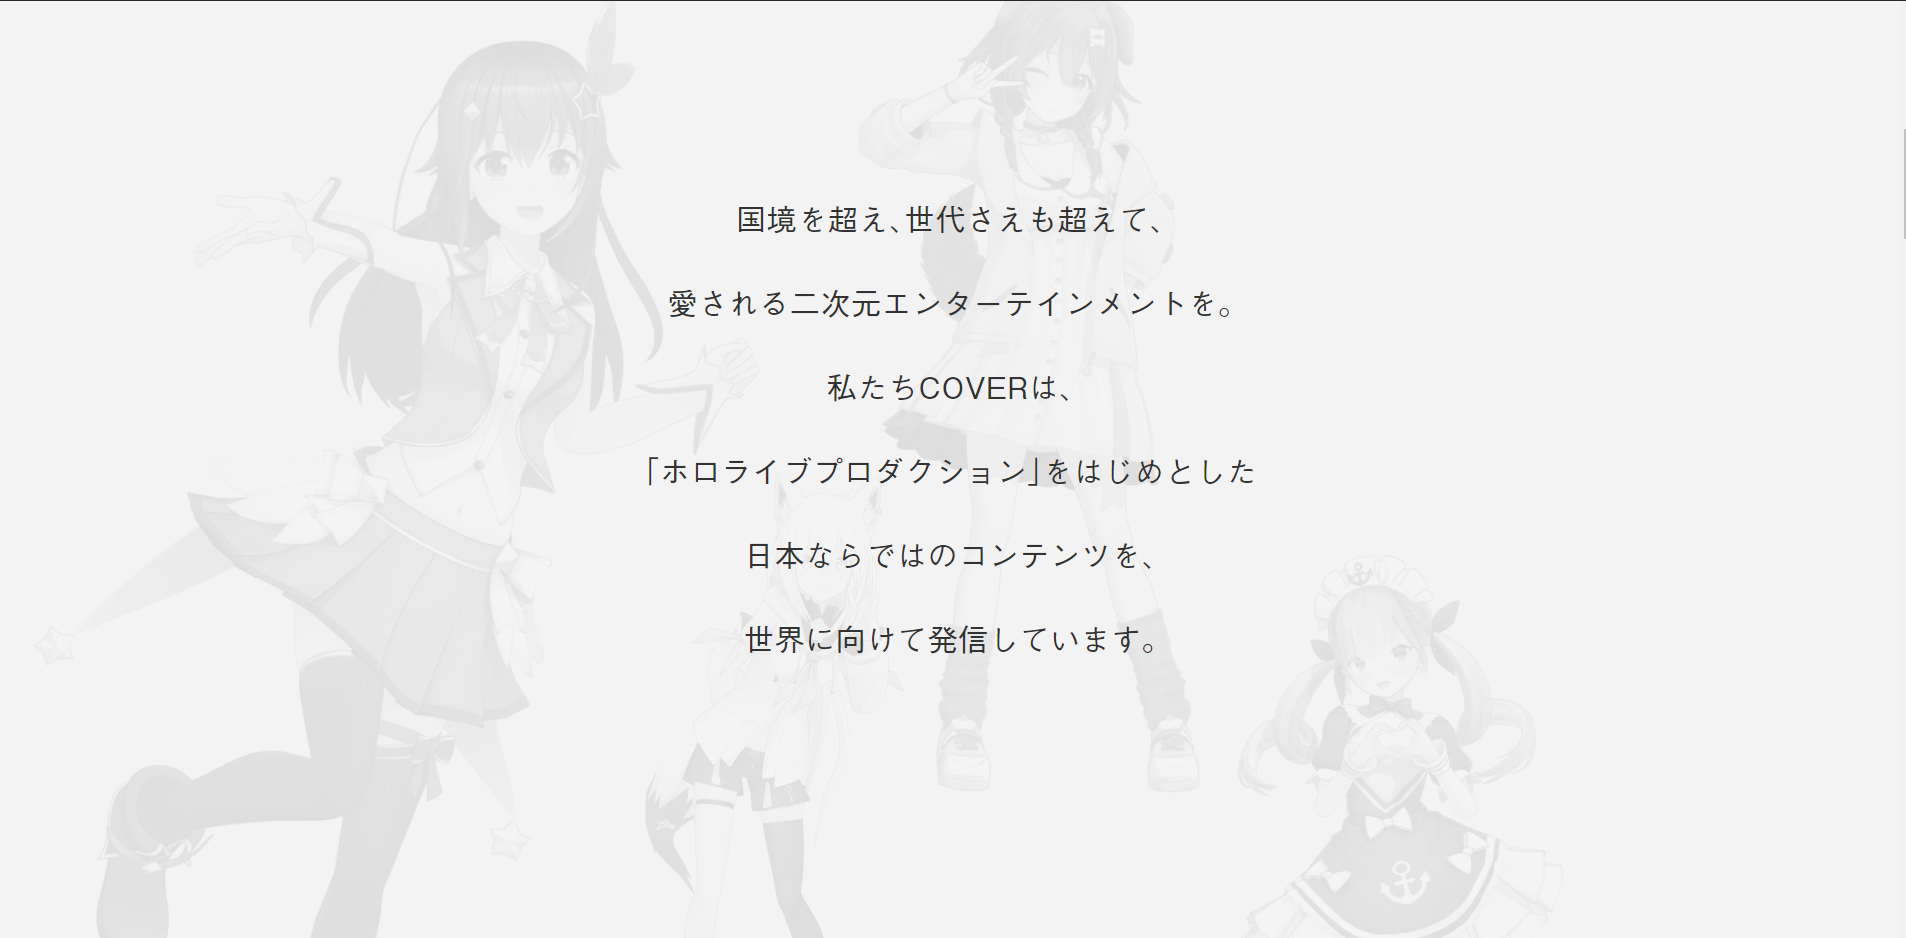 国境を超え、世代さえも超えて、
愛される二次元エンターテインメントを。
私たちCOVERは、
「ホロライブプロダクション」をはじめとした
日本ならではのコンテンツを、
世界に向けて発信しています。